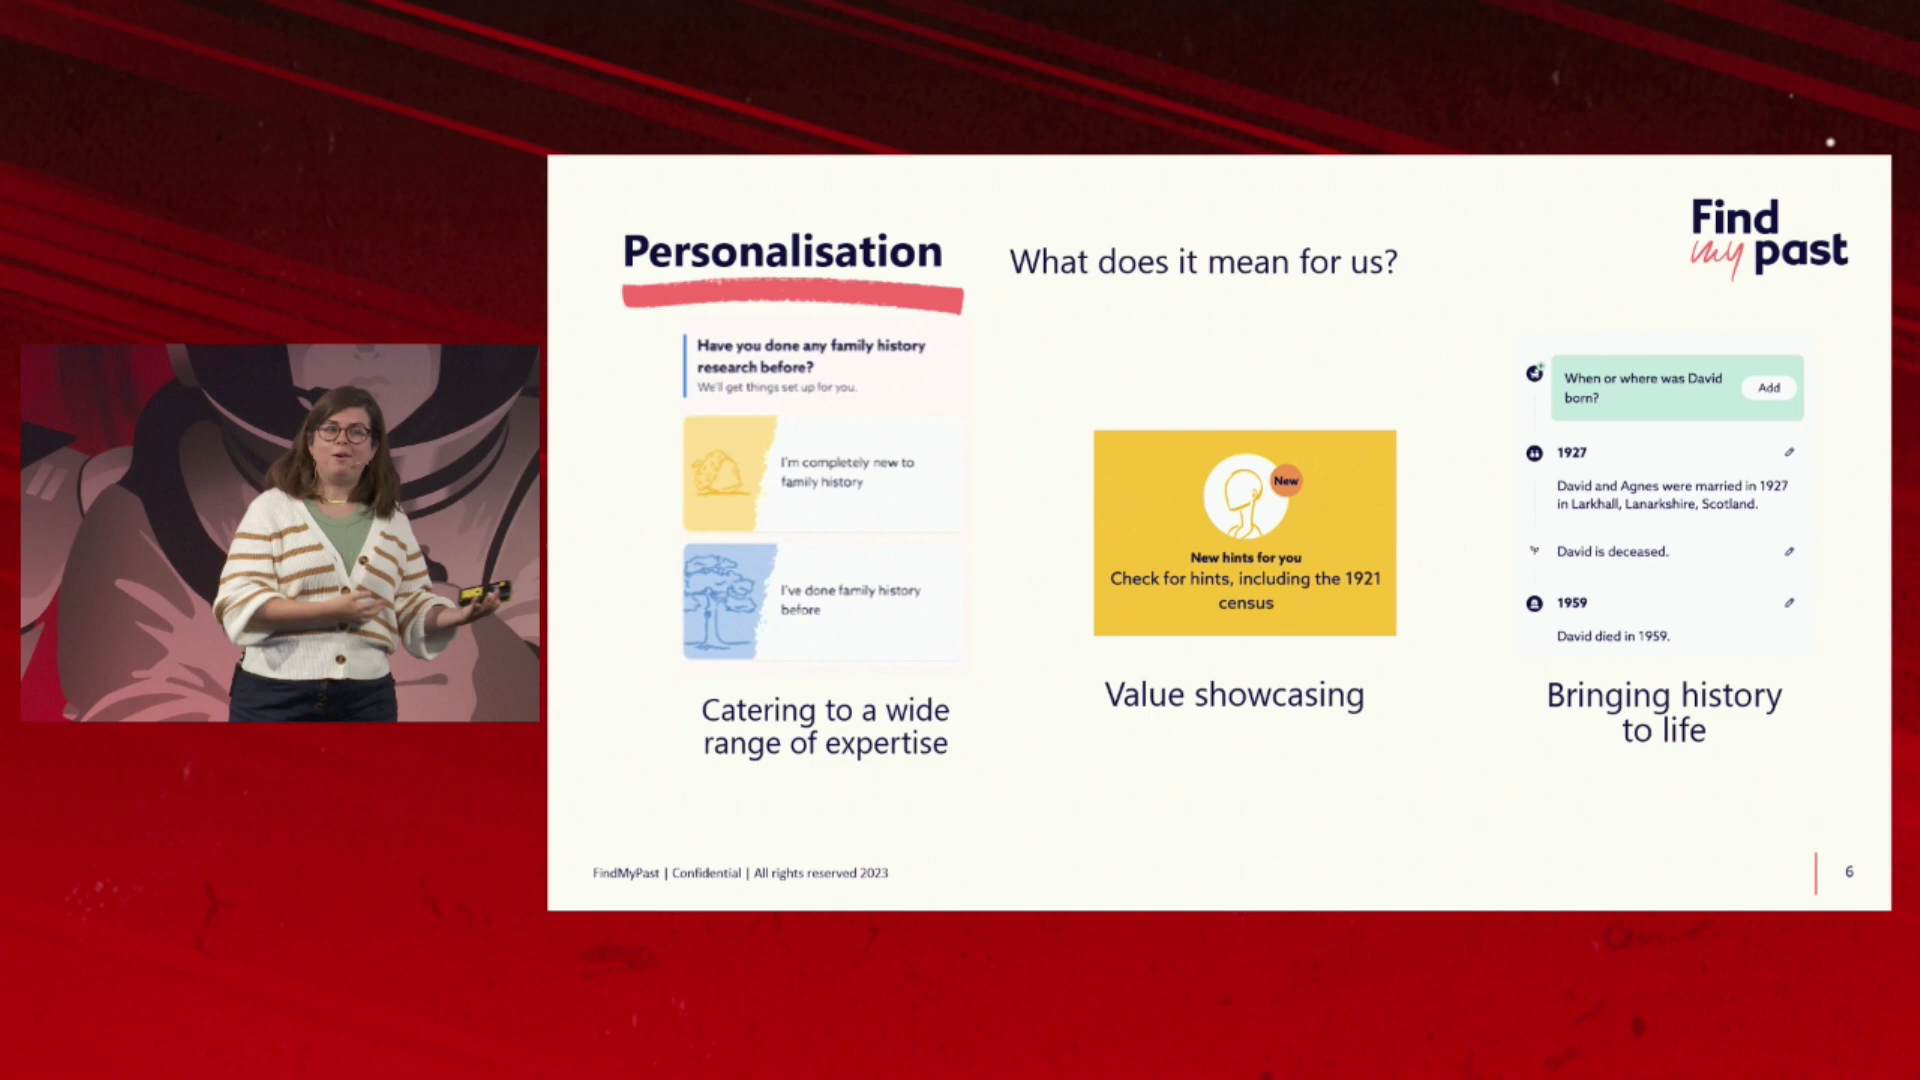 Personalisation
What does it mean for us?
Find
my past
Have you done any family history
research before?
We'll get things set up for you.
I'm completely new to
family history
I've done family history
before
Catering to a wide
range of expertise
New
New hints for you
Check for hints, including the 1921
census
Value showcasing
When or where was David
born?
Add
1927
David and Agnes were married in 1927
in Larkhall, Lanarkshire, Scotland.
David is deceased.
1959
David died in 1959.
Bringing history
to life
FindMyPast | Confidential | All rights reserved 2023
6